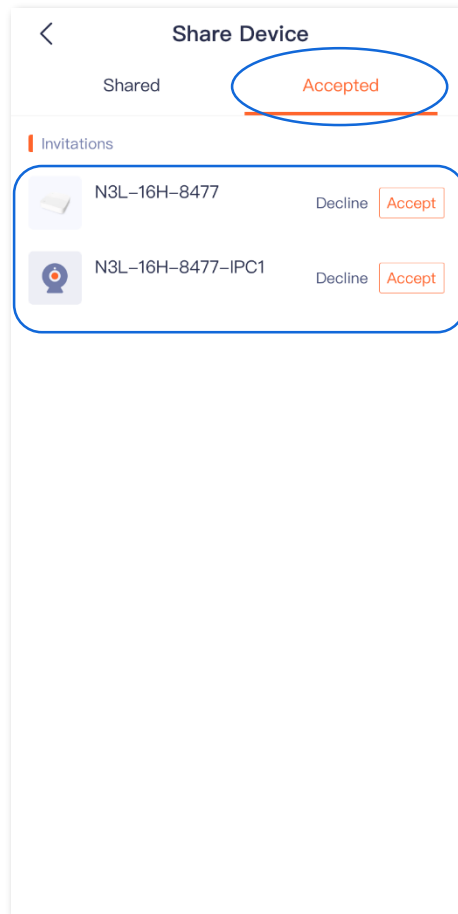 Share Device
Shared Accepted
Invitations
N3L-16H-8477
Decline Accept
N3L-16H-8477-IPC1
Decline Accept